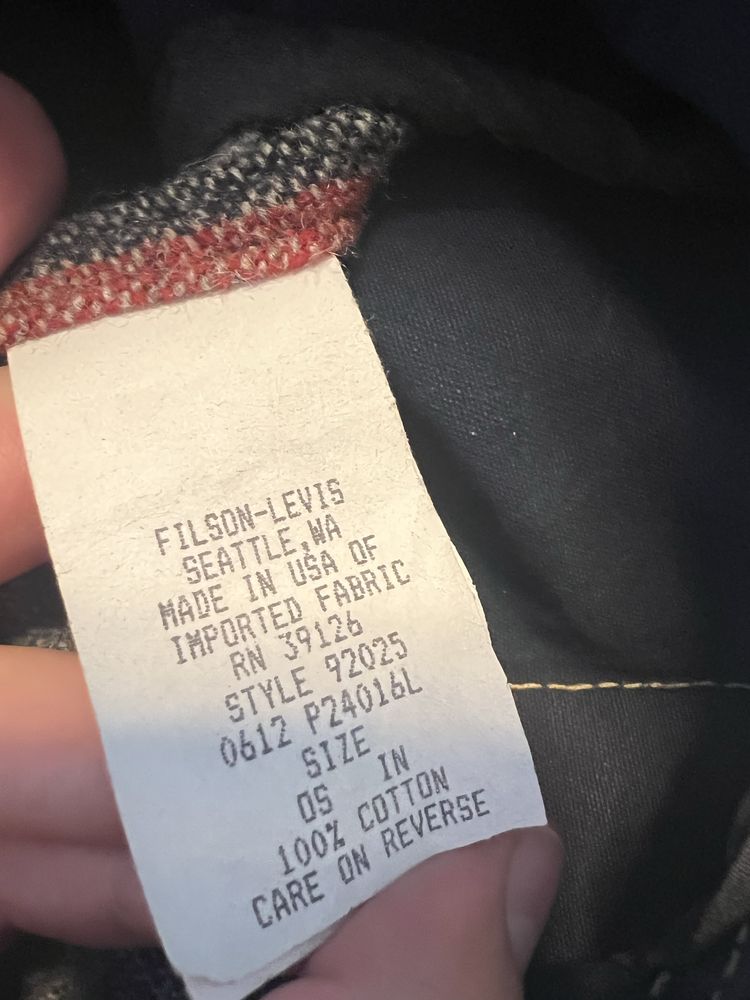 FILSON-LEVIS
SEATTLE,WA
MADE IN USA OF
IMPORTED FABRIC
RN 39126
STYLE 92025
0612 P24016L
SIZE
OS IN
100% COTTON
CARE ON REVERSE